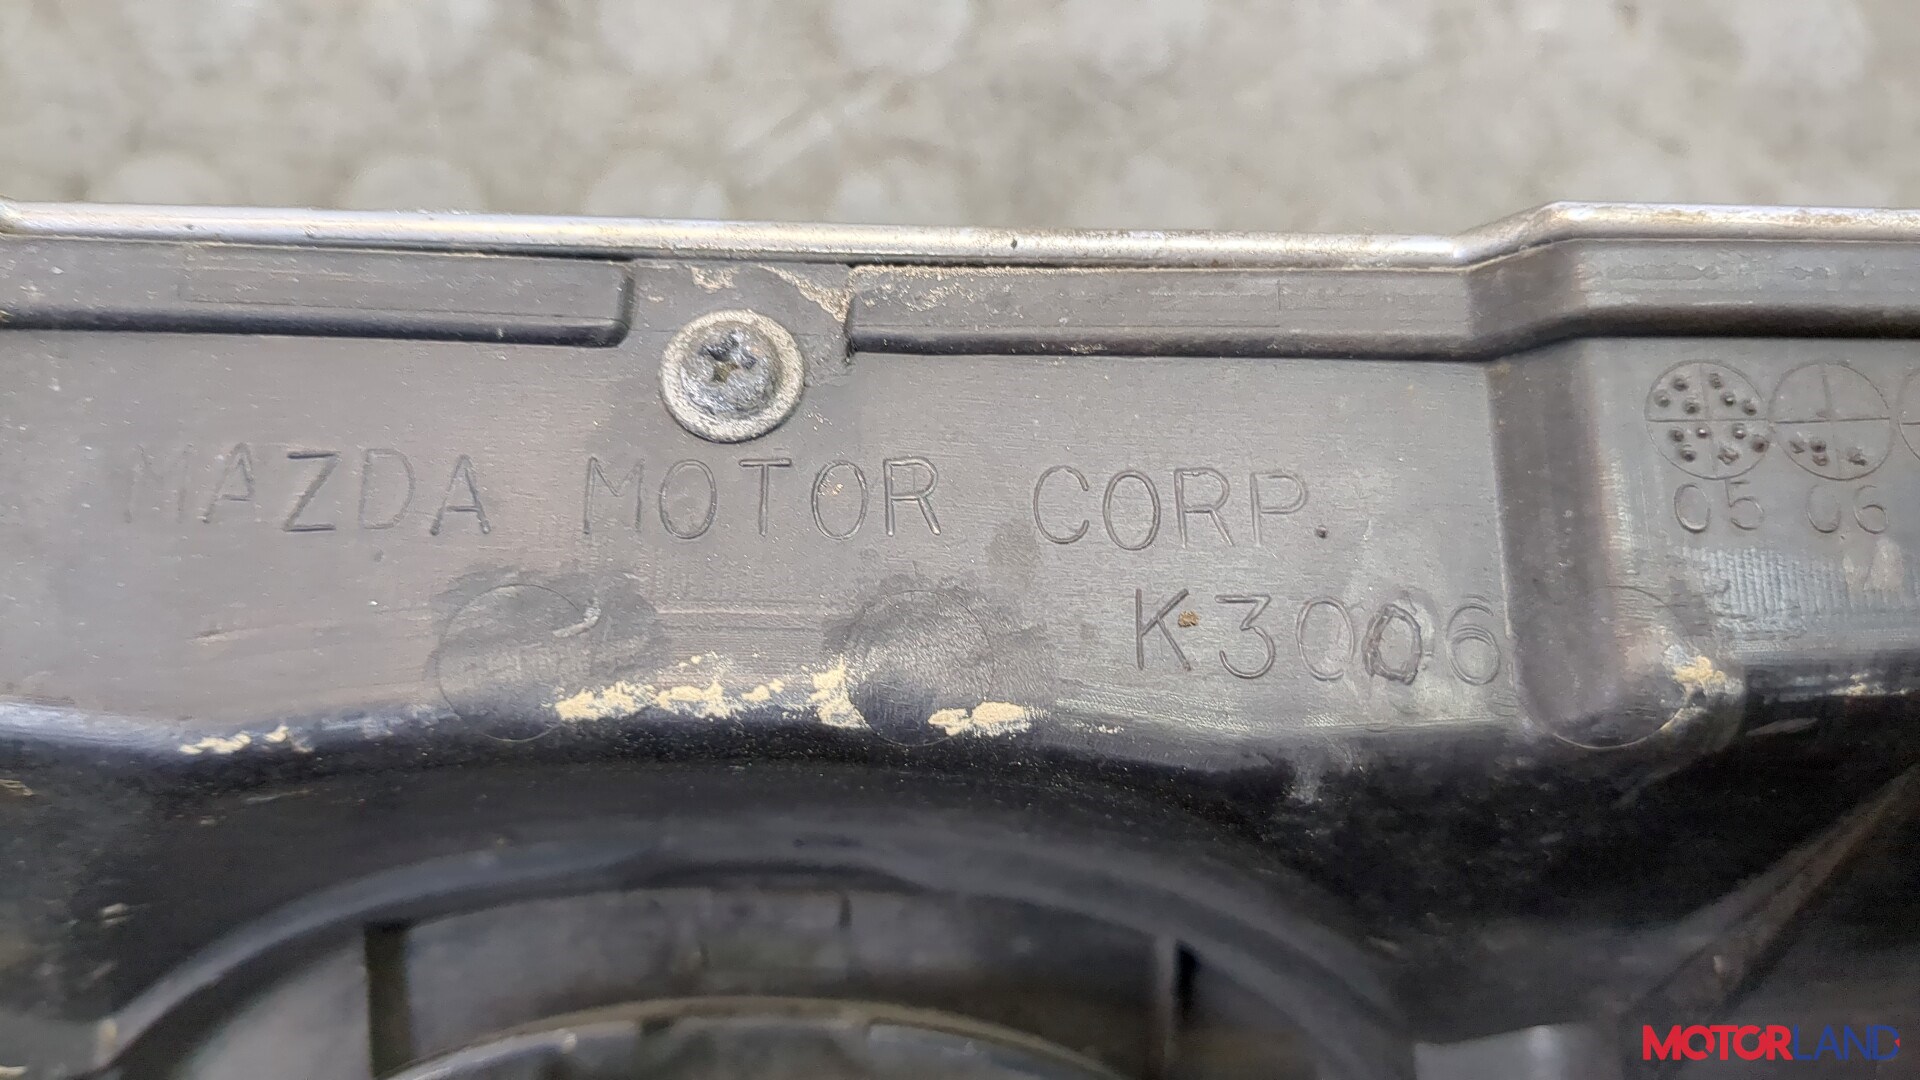 MAZDA MOTOR CORP.
05 06
K3006
MOTORLAND